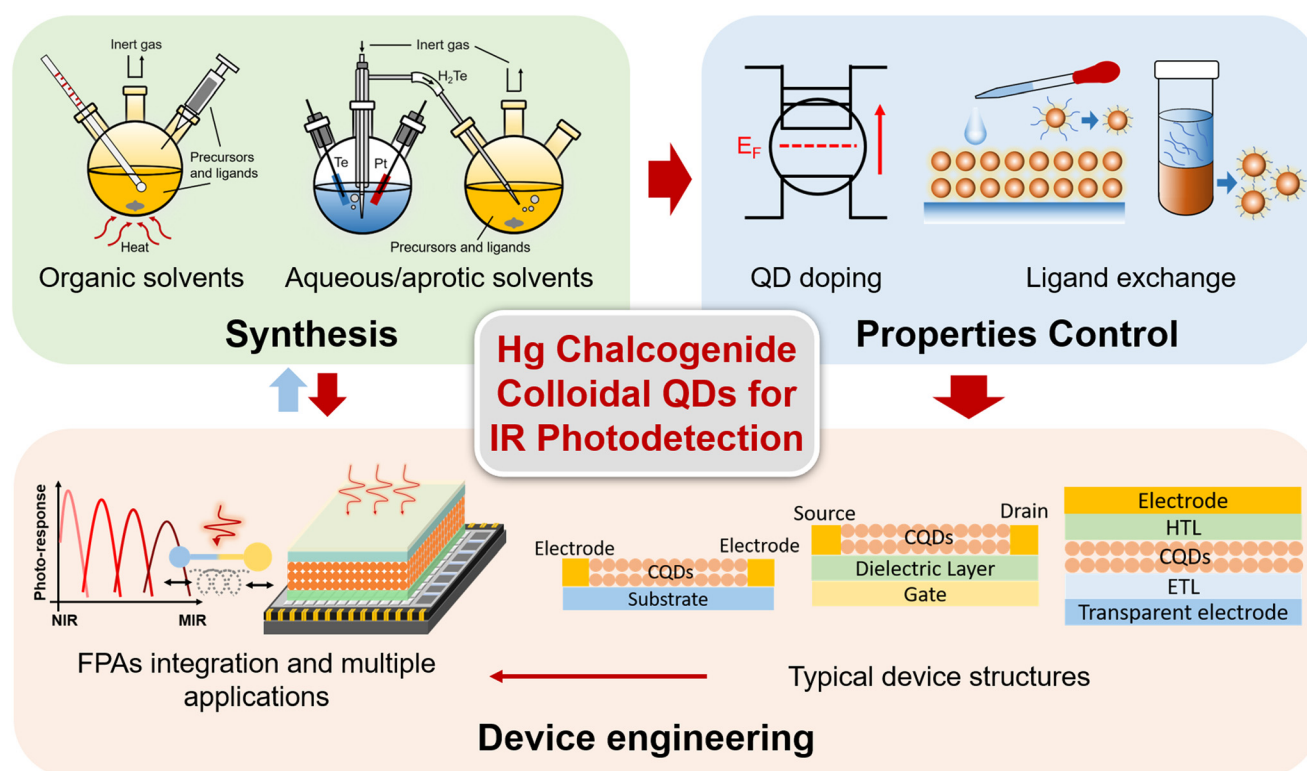 Inert gas
Precursors
and ligands
Heat
Organic solvents
Inert gas
H₂Te
Te
Pt
Precursors and ligands
Aqueous/aprotic solvents
Synthesis
E_F
QD doping
Ligand exchange
Properties Control
Hg Chalcogenide
Colloidal QDs for
IR Photodetection
Photo-response
NIR
MIR
FPAs integration and multiple
applications
Electrode
Electrode
CQDs
Substrate
Source
Drain
CQDs
Dielectric Layer
Gate
Electrode
HTL
CQDs
ETL
Transparent electrode
Typical device structures
Device engineering